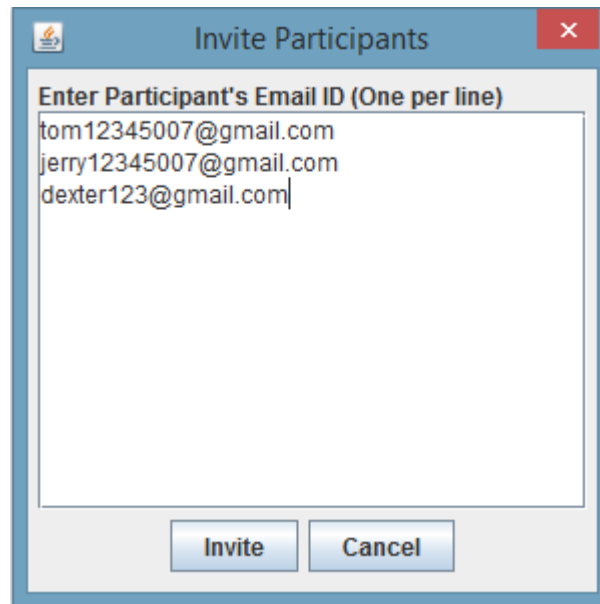 Invite Participants
Enter Participant's Email ID (One per line)
tom12345007@gmail.com
jerry12345007@gmail.com
dexter123@gmail.com
Invite
Cancel